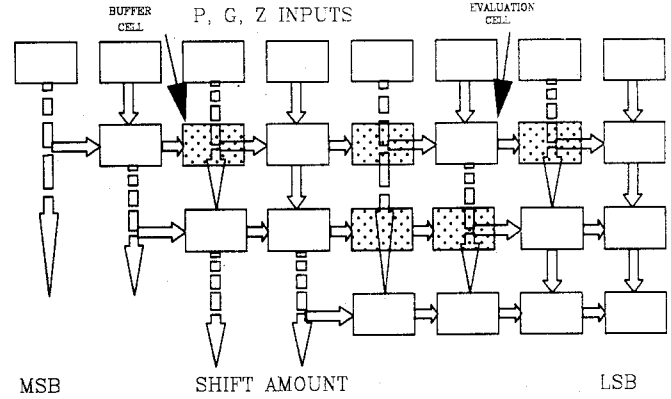 BUFFER
CELL
P, G, Z INPUTS
EVALUATION
CELL
MSB
SHIFT AMOUNT
LSB